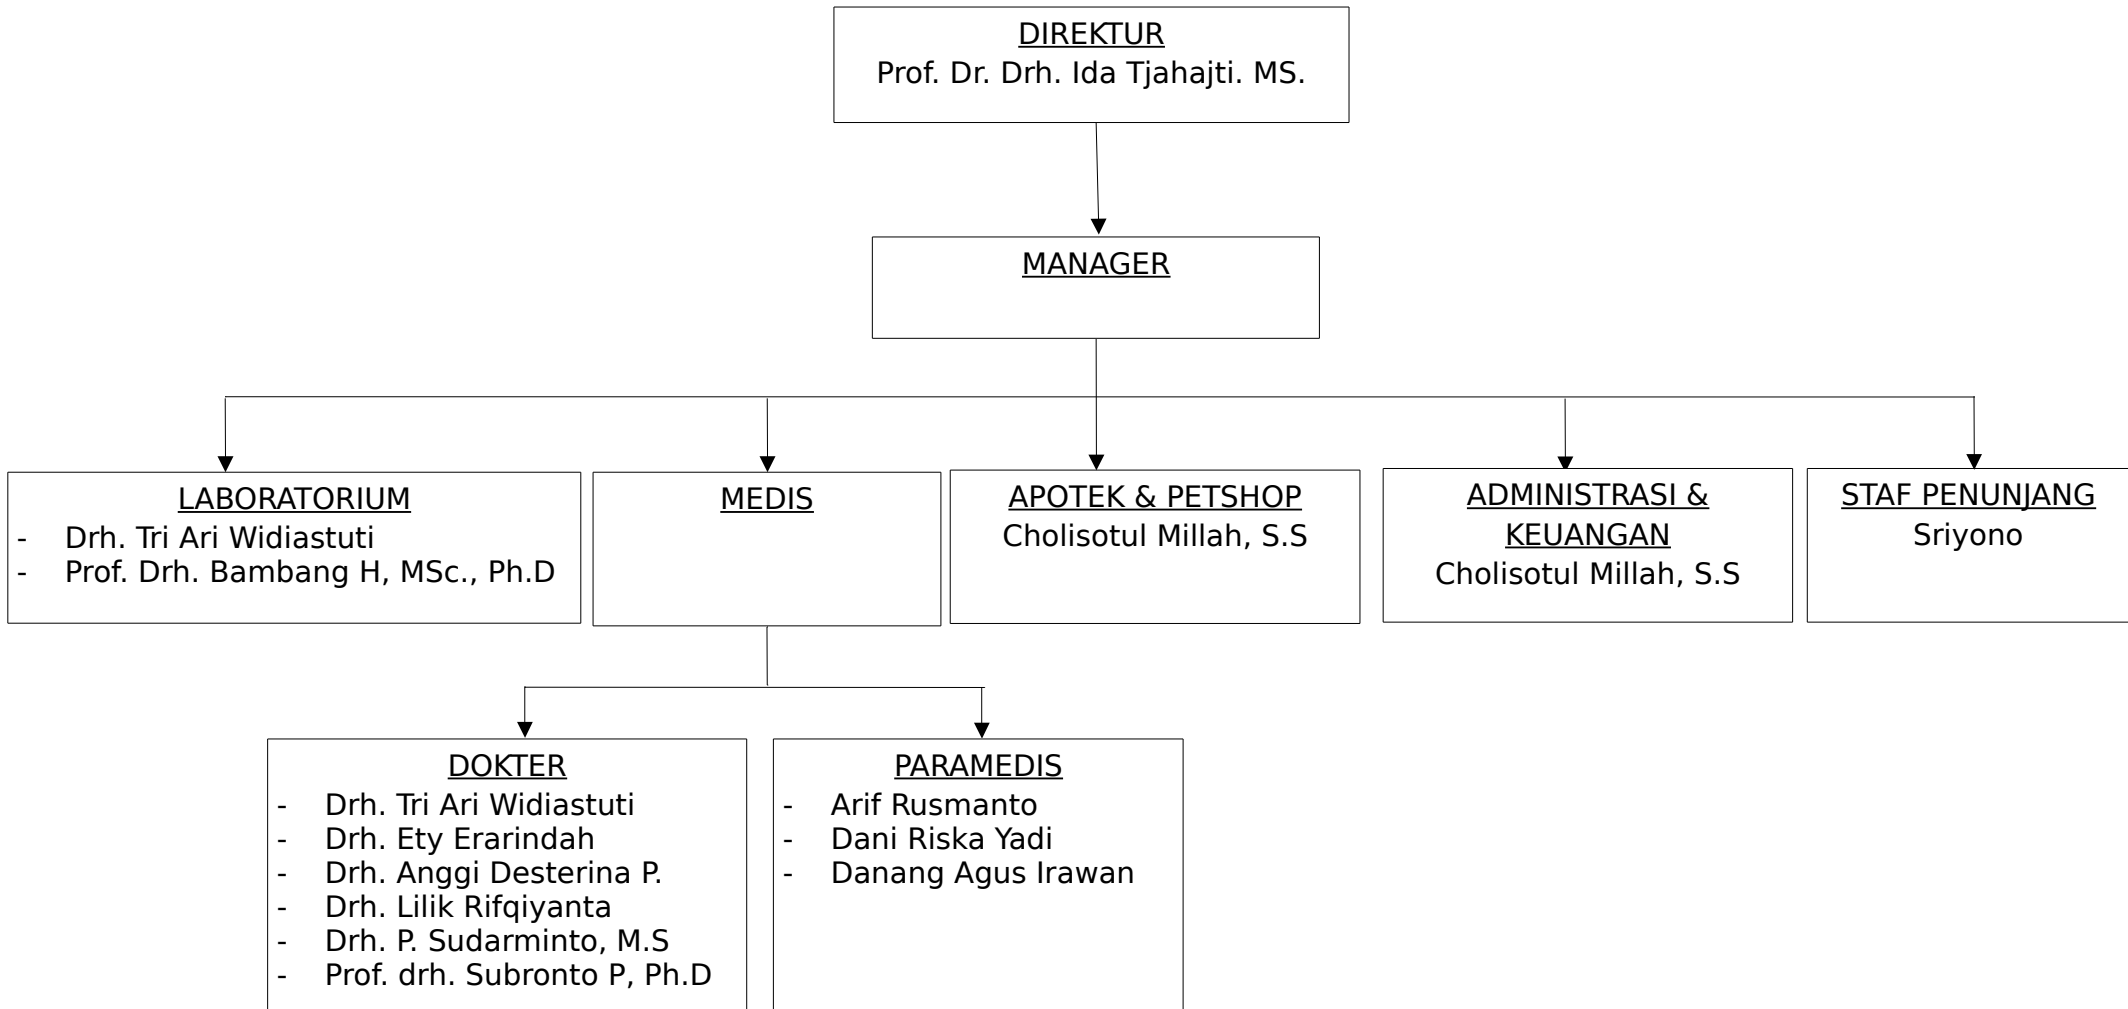 DIREKTUR
Prof. Dr. Drh. Ida Tjahajti. MS.
MANAGER
LABORATORIUM
- Drh. Tri Ari Widiastuti
- Prof. Drh. Bambang H, MSc., Ph.D
MEDIS
APOTEK & PETSHOP
Cholisotul Millah, S.S
ADMINISTRASI &
KEUANGAN
Cholisotul Millah, S.S
STAF PENUNJANG
Sriyono
DOKTER
- Drh. Tri Ari Widiastuti
- Drh. Ety Erarindah
- Drh. Anggi Desterina P.
- Drh. Lilik Rifqiyanta
- Drh. P. Sudarminto, M.S
- Prof. drh. Subronto P, Ph.D
PARAMEDIS
- Arif Rusmanto
- Dani Riska Yadi
- Danang Agus Irawan